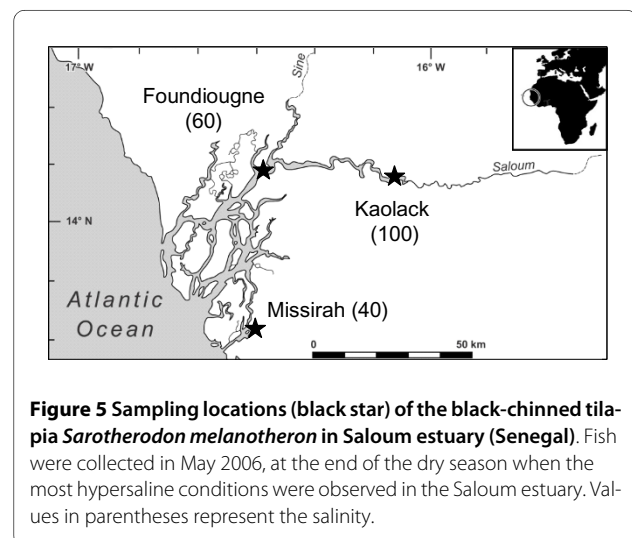 17° W
16° W
Sine
Foundiougne
(60)
Saloum
Kaolack
(100)
14° N
Atlantic
Ocean
Missirah (40)
0
50 km
Figure 5 Sampling locations (black star) of the black-chinned tila-
pia Sarotherodon melanotheron in Saloum estuary (Senegal). Fish
were collected in May 2006, at the end of the dry season when the
most hypersaline conditions were observed in the Saloum estuary. Val-
ues in parentheses represent the salinity.